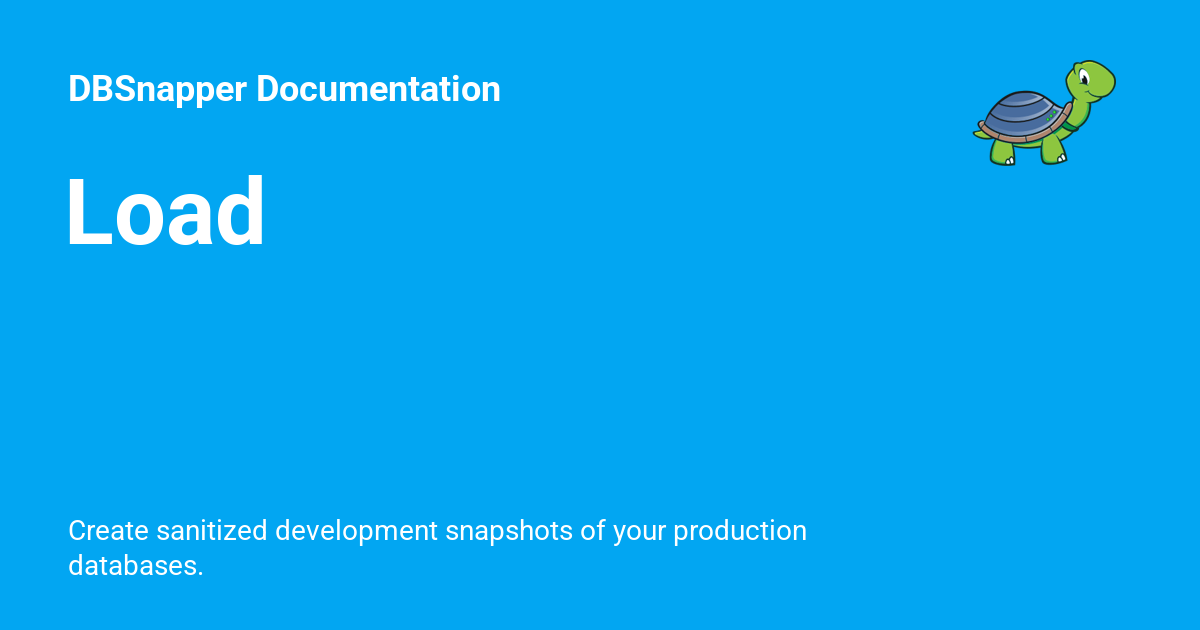 DBSnapper Documentation
Load
Create sanitized development snapshots of your production
databases.